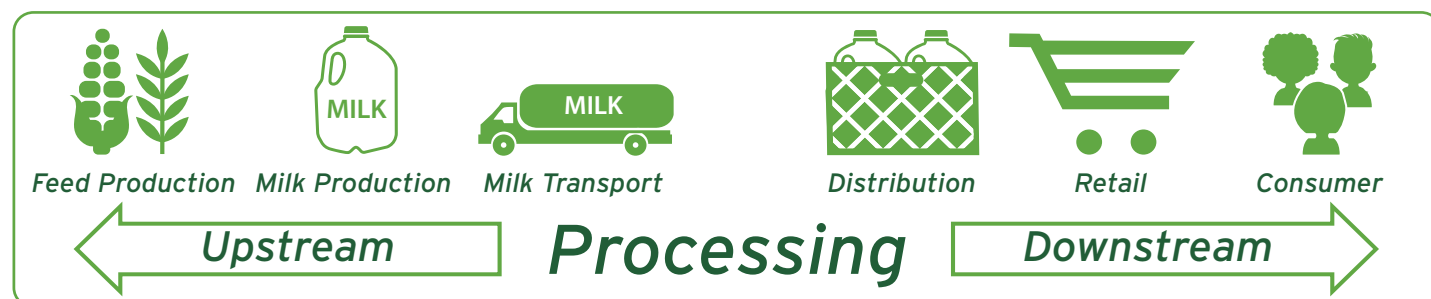 MILK
MILK
Feed Production
Milk Production
Milk Transport
Distribution
Retail
Consumer
Upstream
Processing
Downstream